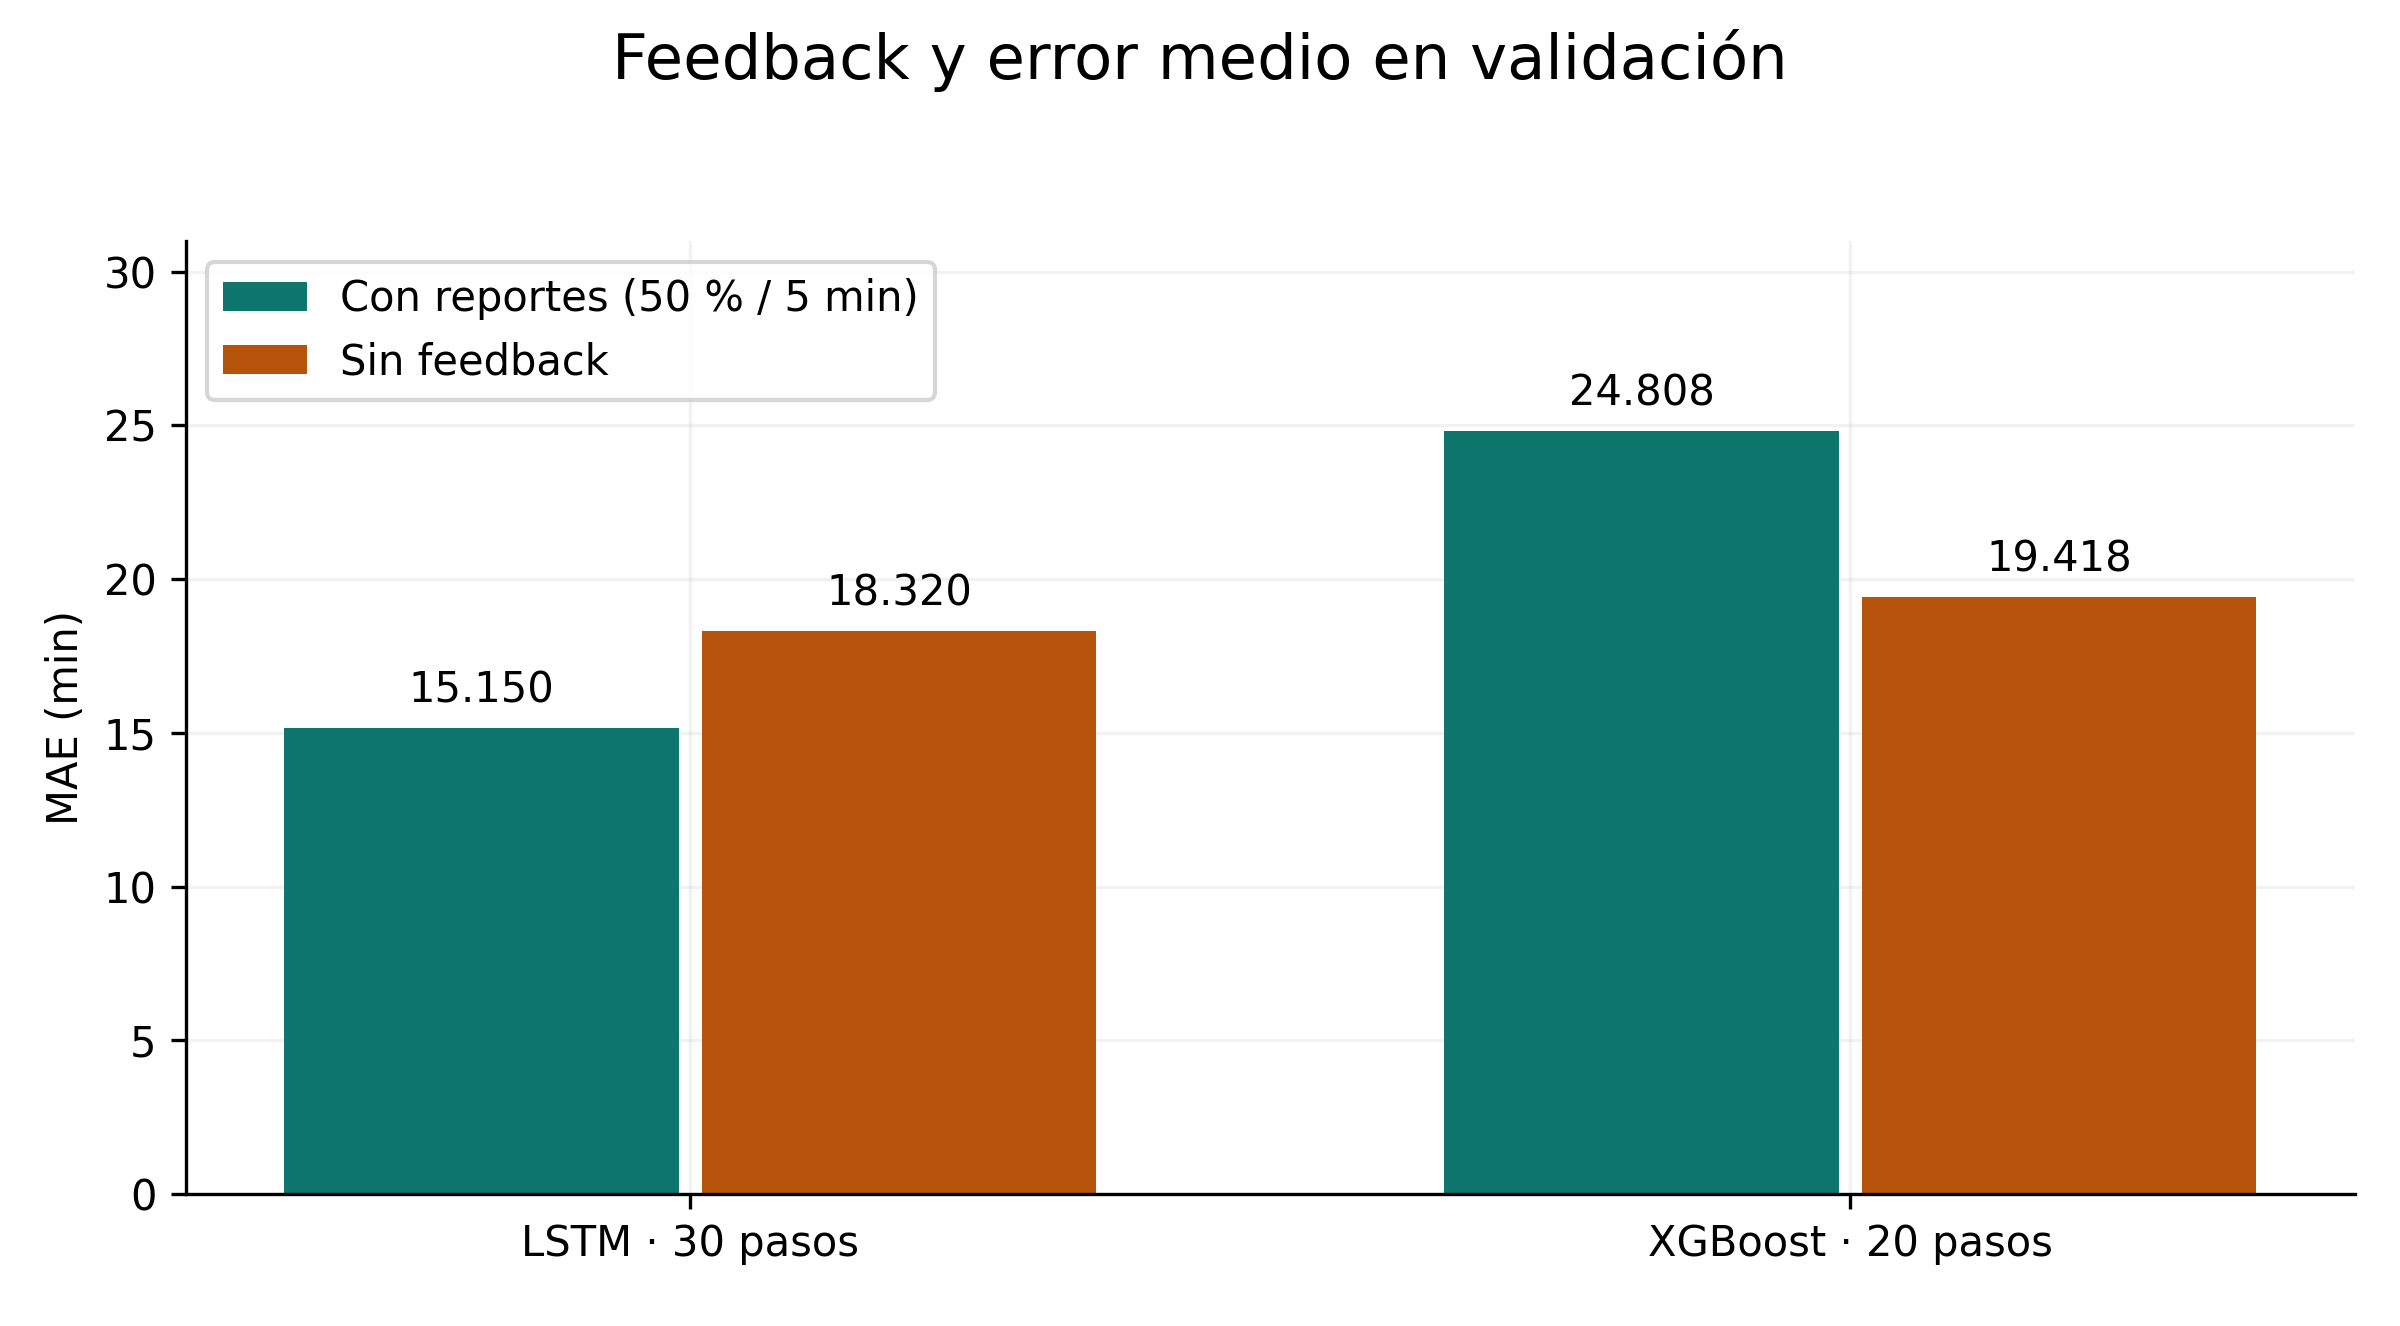 Feedback y error medio en validación
Con reportes (50 % / 5 min)
Sin feedback
MAE (min)
30
25
20
15
10
5
0
15.150
18.320
24.808
19.418
LSTM · 30 pasos
XGBoost · 20 pasos